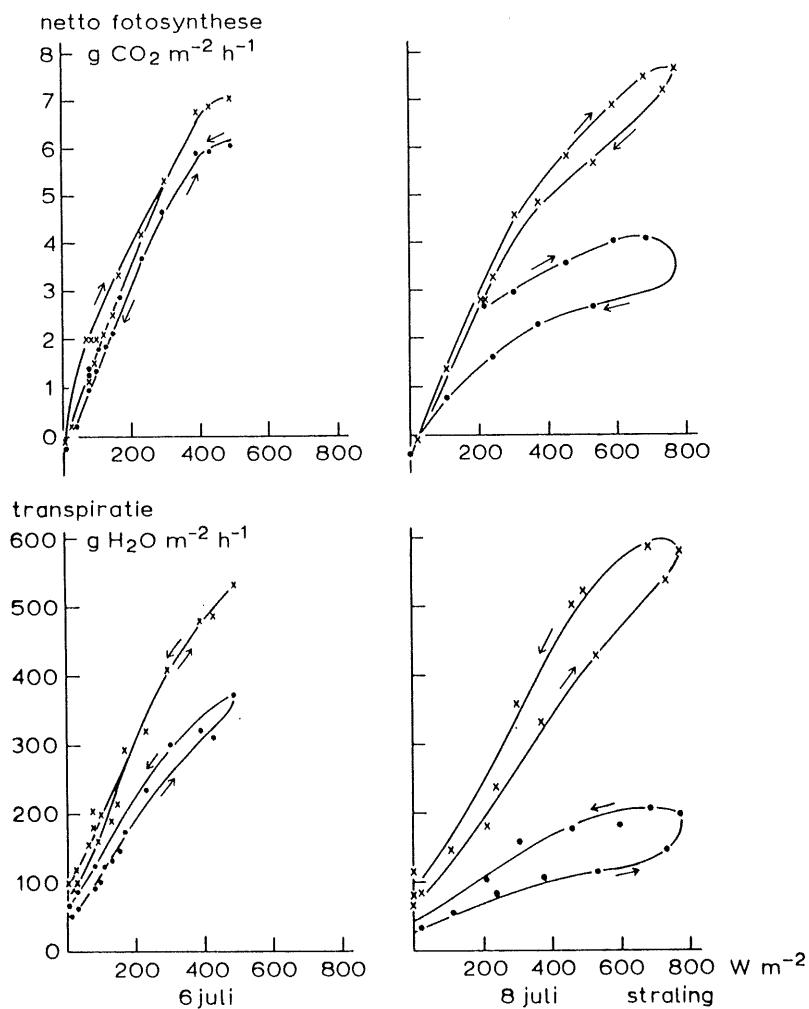 netto fotosynthese
g CO₂ m⁻² h⁻¹
8
7
6
5
4
3
2
1
0
200 400 600 800
200 400 600 800
transpiratie
g H₂O m⁻² h⁻¹
600
500
400
300
200
100
0
200 400 600 800
200 400 600 800 W m⁻²
6 juli
8 juli straling